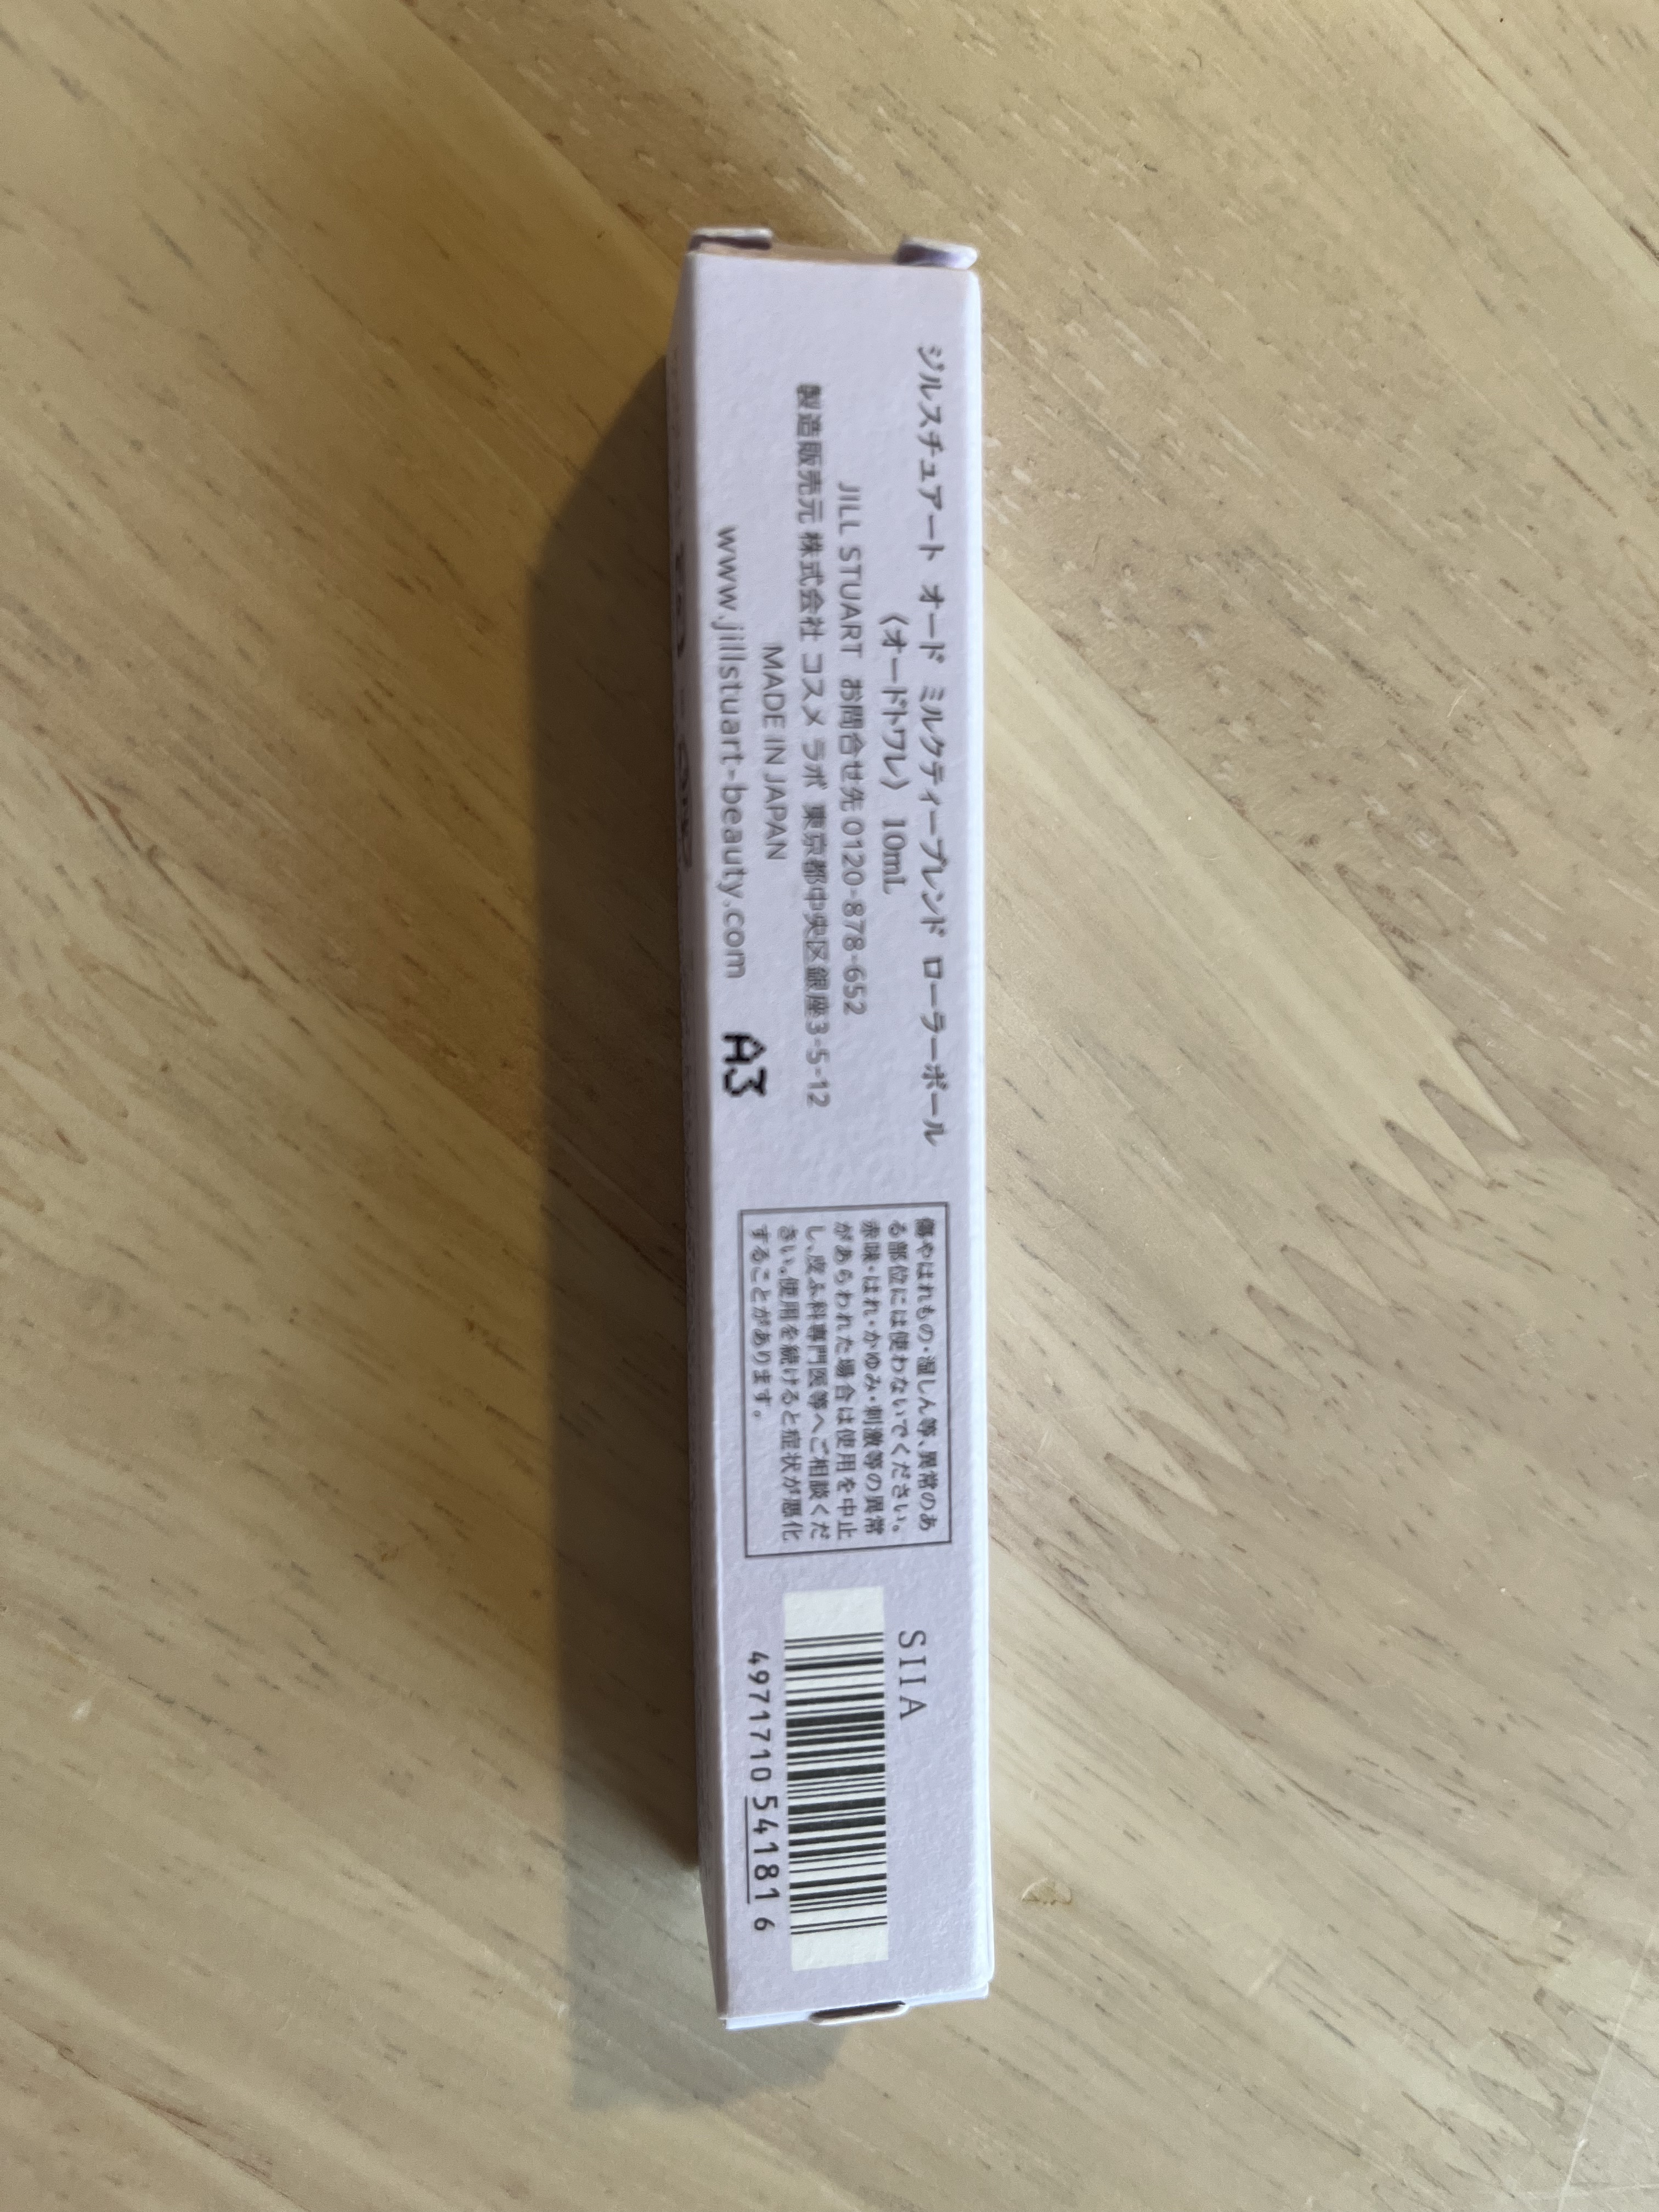 ジルスチュアート オード ミルクティーブレンド ローラーボール
〈オードトワレ〉 10mL
JILL STUART お問合せ先0120-878-652
製造販売元 株式会社 コスメ ラボ 東京都中央区銀座3-5-12
MADE IN JAPAN
www.jillstuart-beauty.com
A3
傷やはれもの・湿しん等、異常のあ
る部位には使わないでください。
赤味・はれ・かゆみ・刺激等の異常
があらわれた場合は使用を中止
し、皮ふ科専門医等へご相談くだ
さい。使用を続けると症状が悪化
することがあります。
SIIA
4971710 541816